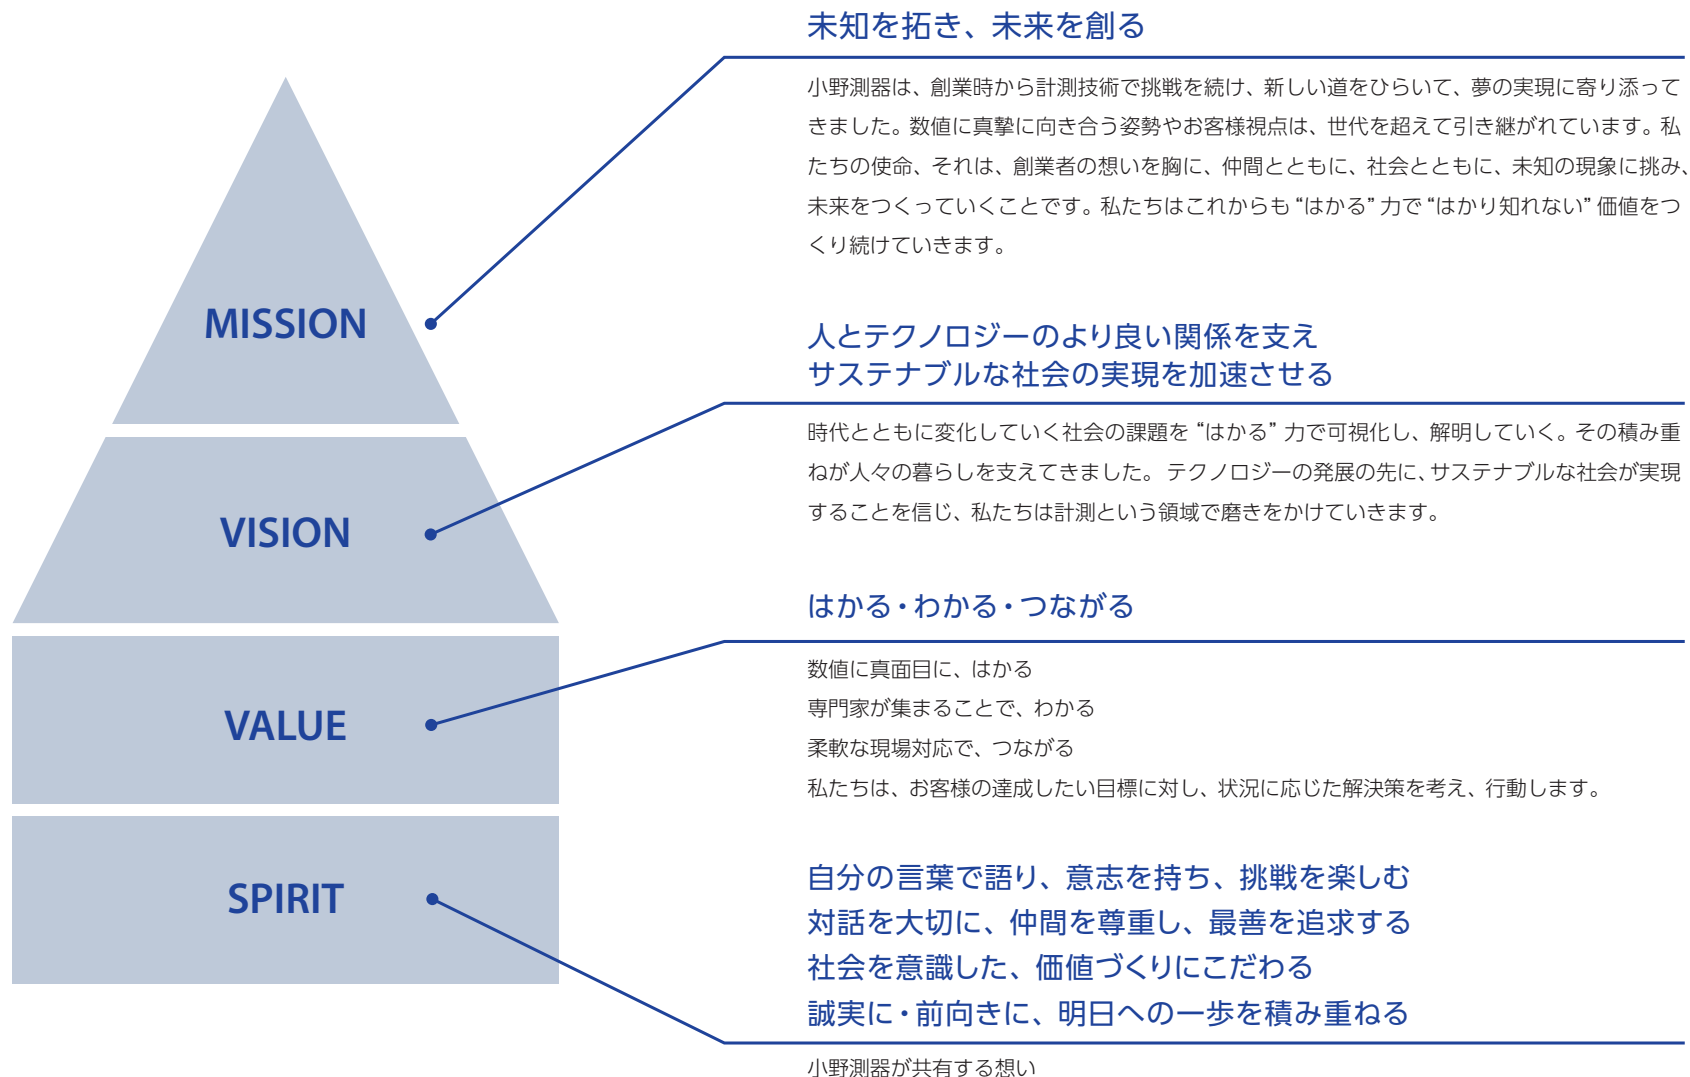 未知を拓き、未来を創る
小野測器は、創業時から計測技術で挑戦を続け、新しい道をひらいて、夢の実現に寄り添って
きました。数値に真摯に向き合う姿勢やお客様視点は、世代を超えて引き継がれています。私
たちの使命、それは、創業者の想いを胸に、仲間とともに、社会とともに、未知の現象に挑み、
未来をつくっていくことです。私たちはこれからも“はかる”力で“はかり知れない”価値をつ
くり続けていきます。
MISSION
人とテクノロジーのより良い関係を支え
サステナブルな社会の実現を加速させる
時代とともに変化していく社会の課題を“はかる”力で可視化し、解明していく。その積み重
ねが人々の暮らしを支えてきました。テクノロジーの発展の先に、サステナブルな社会が実現
することを信じ、私たちは計測という領域で磨きをかけていきます。
VISION
はかる・わかる・つながる
数値に真面目に、はかる
専門家が集まることで、わかる
柔軟な現場対応で、つながる
私たちは、お客様の達成したい目標に対し、状況に応じた解決策を考え、行動します。
VALUE
自分の言葉で語り、意志を持ち、挑戦を楽しむ
対話を大切に、仲間を尊重し、最善を追求する
社会を意識した、価値づくりにこだわる
誠実に・前向きに、明日への一歩を積み重ねる
SPIRIT
小野測器が共有する想い